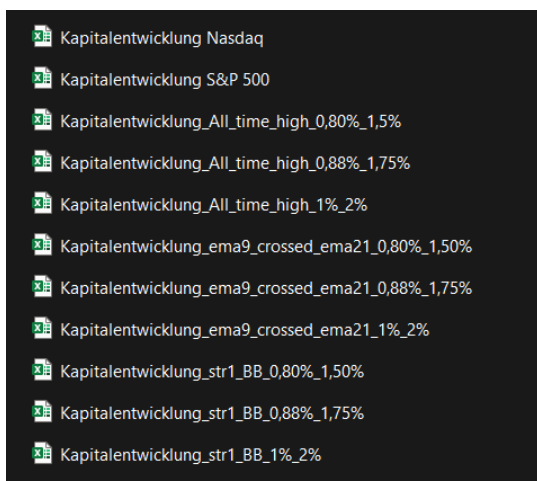 Kapitalentwicklung Nasdaq
Kapitalentwicklung S&P 500
Kapitalentwicklung_All_time_high_0,80%_1,5%
Kapitalentwicklung_All_time_high_0,88%_1,75%
Kapitalentwicklung_All_time_high_1%_2%
Kapitalentwicklung_ema9_crossed_ema21_0,80%_1,50%
Kapitalentwicklung_ema9_crossed_ema21_0,88%_1,75%
Kapitalentwicklung_ema9_crossed_ema21_1%_2%
Kapitalentwicklung_str1_BB_0,80%_1,50%
Kapitalentwicklung_str1_BB_0,88%_1,75%
Kapitalentwicklung_str1_BB_1%_2%